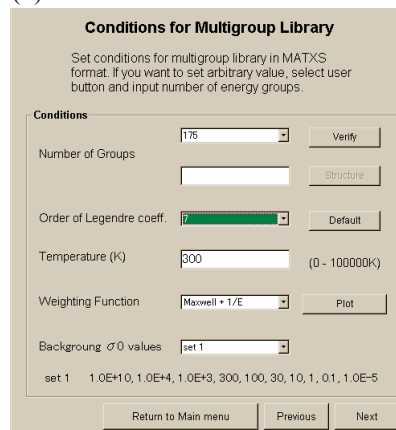 Conditions for Multigroup Library
Set conditions for multigroup library in MATXS
format. If you want to set arbitrary value, select user
button and input number of energy groups.
Conditions
175
Verify
Number of Groups
Structure
Order of Legendre coeff.
7
Default
Temperature (K)
300
(0 - 100000K)
Weighting Function
Maxwell + 1/E
Plot
Backgroung σ0 values
set 1
set 1 1.0E+10, 1.0E+4, 1.0E+3, 300, 100, 30, 10, 1, 0.1, 1.0E-5
Return to Main menu
Previous
Next